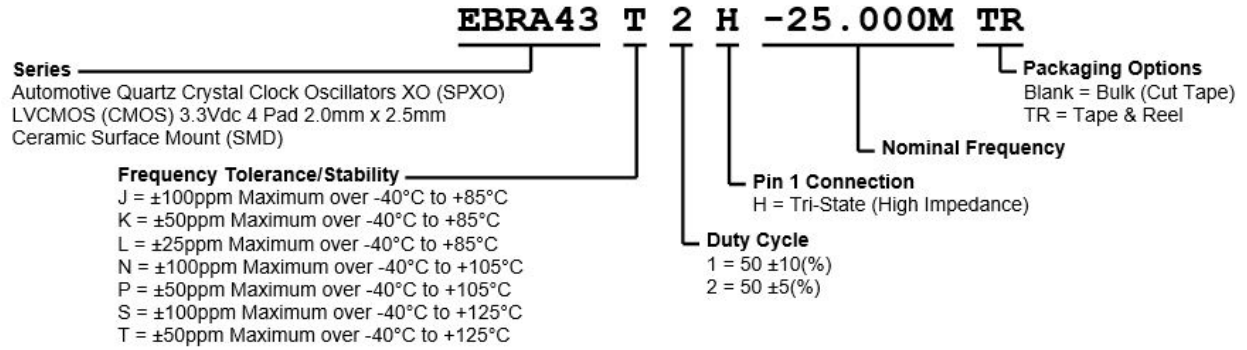 EBRA43 T 2 H -25.000M TR
Series
Automotive Quartz Crystal Clock Oscillators XO (SPXO)
LVCMOS (CMOS) 3.3Vdc 4 Pad 2.0mm x 2.5mm
Ceramic Surface Mount (SMD)
Frequency Tolerance/Stability
J = ±100ppm Maximum over -40°C to +85°C
K = ±50ppm Maximum over -40°C to +85°C
L = ±25ppm Maximum over -40°C to +85°C
N = ±100ppm Maximum over -40°C to +105°C
P = ±50ppm Maximum over -40°C to +105°C
S = ±100ppm Maximum over -40°C to +125°C
T = ±50ppm Maximum over -40°C to +125°C
Duty Cycle
1 = 50 ±10(%)
2 = 50 ±5(%)
Pin 1 Connection
H = Tri-State (High Impedance)
Nominal Frequency
Packaging Options
Blank = Bulk (Cut Tape)
TR = Tape & Reel